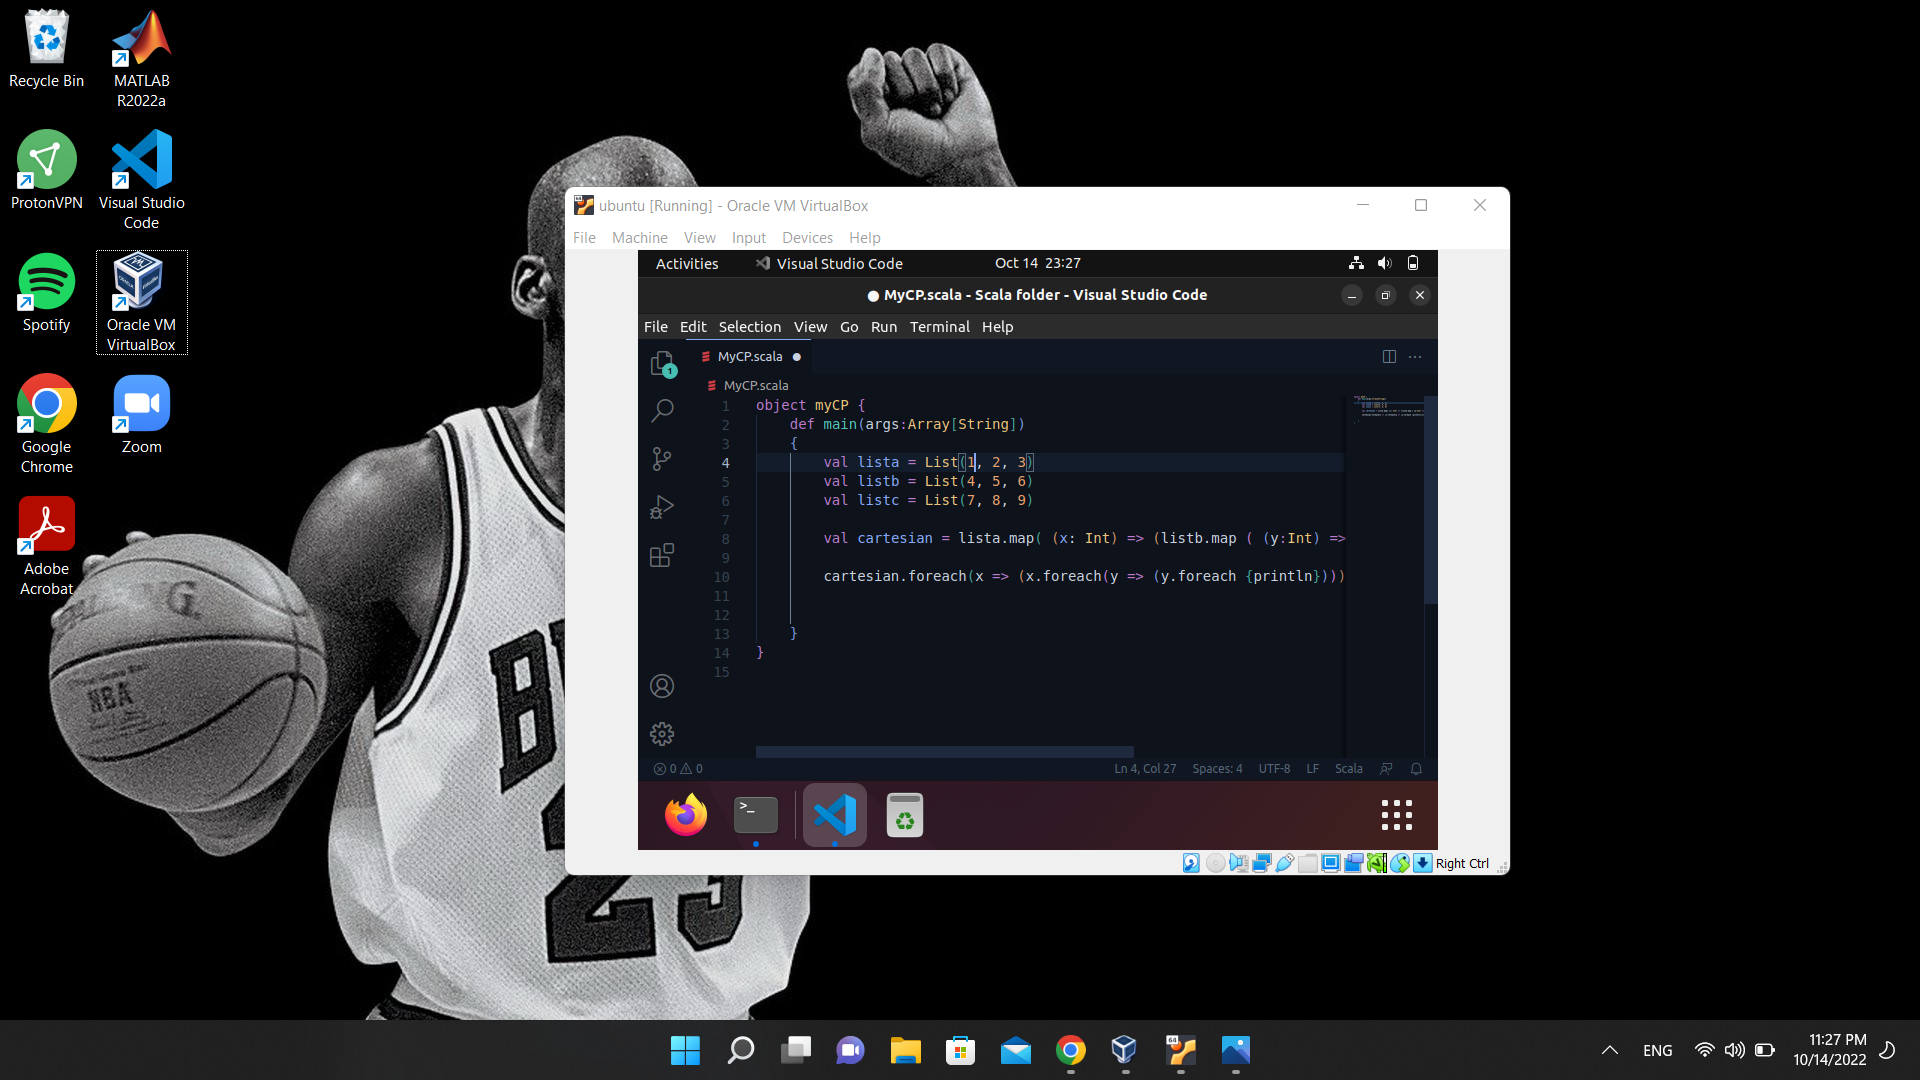 Recycle Bin
MATLAB
R2022a
ProtonVPN
Visual Studio
Code
Spotify
Oracle VM
VirtualBox
Google
Chrome
Zoom
Adobe
Acrobat
NBA
23
ubuntu [Running] - Oracle VM VirtualBox
File Machine View Input Devices Help
Activities Visual Studio Code Oct 14 23:27
● MyCP.scala - Scala folder - Visual Studio Code
File Edit Selection View Go Run Terminal Help
1
MyCP.scala ●
MyCP.scala
1 object myCP {
2 def main(args:Array[String])
3 {
4 val lista = List(1, 2, 3)
5 val listb = List(4, 5, 6)
6 val listc = List(7, 8, 9)
7
8 val cartesian = lista.map( (x: Int) => (listb.map ( (y:Int) =>
9
10 cartesian.foreach(x => (x.foreach(y => (y.foreach {println})))
11
12
13 }
14 }
15
0 0 Ln 4, Col 27 Spaces: 4 UTF-8 LF Scala
Right Ctrl
ENG
11:27 PM
10/14/2022